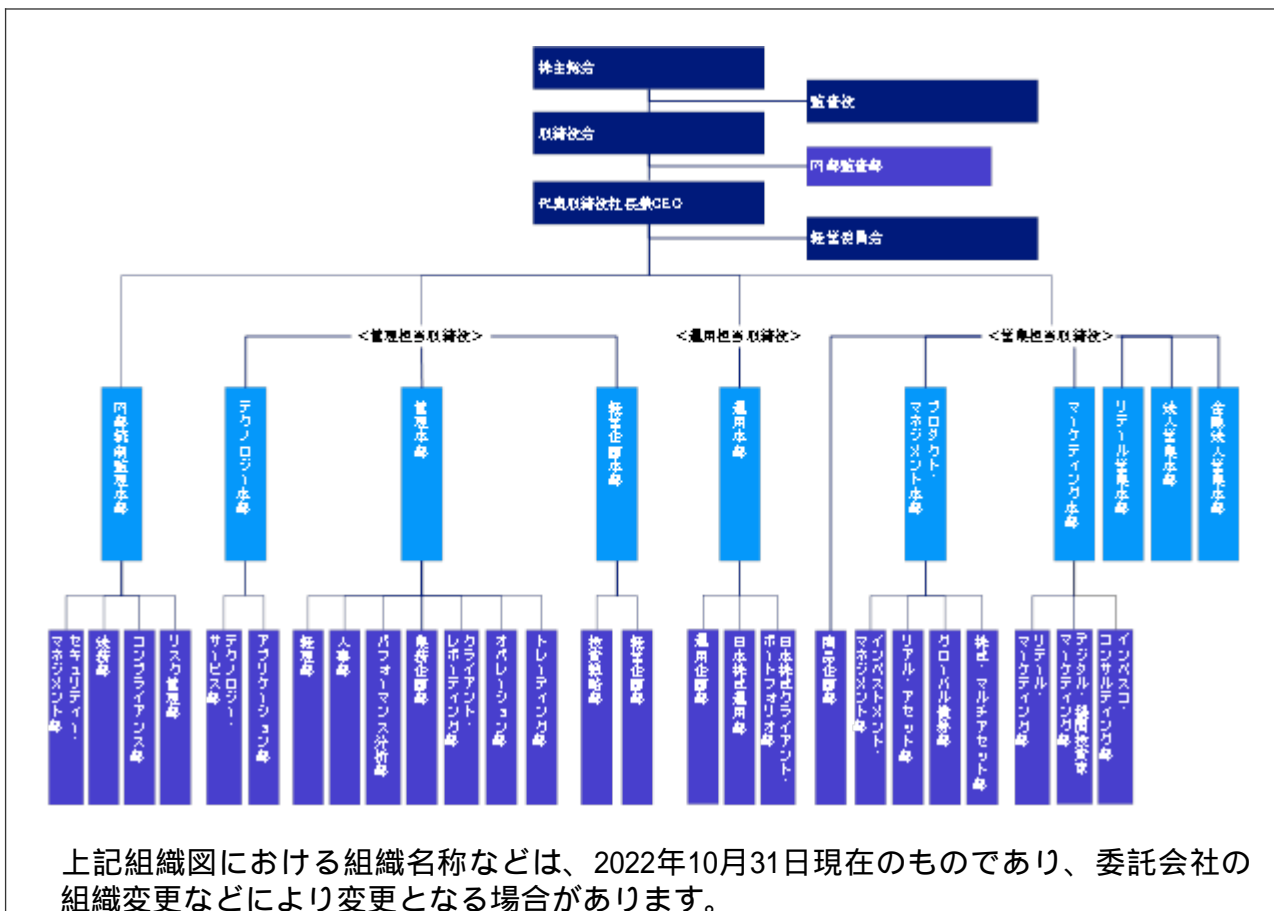 株主総会
監査役
取締役会
内部監査部
代表取締役社長兼CEO
経営委員会
＜管理担当取締役＞
＜運用担当取締役＞
＜営業担当取締役＞
内部統制監理本部
テクノロジー本部
管理本部
経営企画本部
運用本部
プロダクト・
マネジメント本部
マーケティング本部
リテール営業本部
法人営業本部
金融法人営業本部
セキュリティー・
マネジメント部
法務部
コンプライアンス部
リスク管理部
テクノロジー・
サービス部
アプリケーション部
経理部
人事部
パフォーマンス分析部
業務企画部
クライアント・
レポーティング部
オペレーション部
トレーディング部
政策戦略部
経営企画部
運用企画部
日本株式運用部
日本株式クライアント・
ポートフォリオ部
商品企画部
インベストメント・
マネジメント部
リアル・アセット部
グローバル債券部
株式・マルチアセット部
リテール・
マーケティング部
デジタル・機関投資家
マーケティング部
インベスコ・
コンサルティング部
上記組織図における組織名称などは、2022年10月31日現在のものであり、委託会社の
組織変更などにより変更となる場合があります。